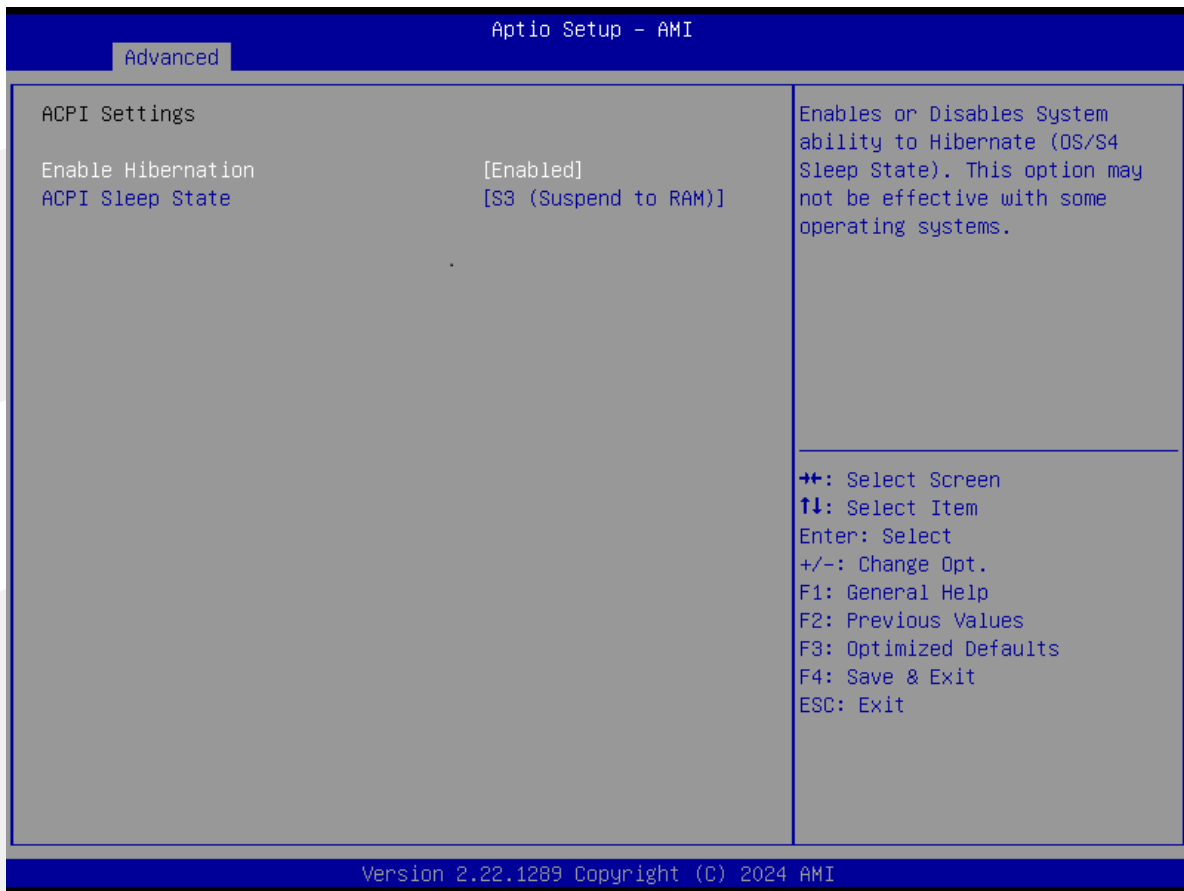 Aptio Setup – AMI
Advanced
ACPI Settings
Enable Hibernation [Enabled]
ACPI Sleep State [S3 (Suspend to RAM)]
Enables or Disables System
ability to Hibernate (OS/S4
Sleep State). This option may
not be effective with some
operating systems.
→←: Select Screen
↑↓: Select Item
Enter: Select
+/-: Change Opt.
F1: General Help
F2: Previous Values
F3: Optimized Defaults
F4: Save & Exit
ESC: Exit
Version 2.22.1289 Copyright (C) 2024 AMI